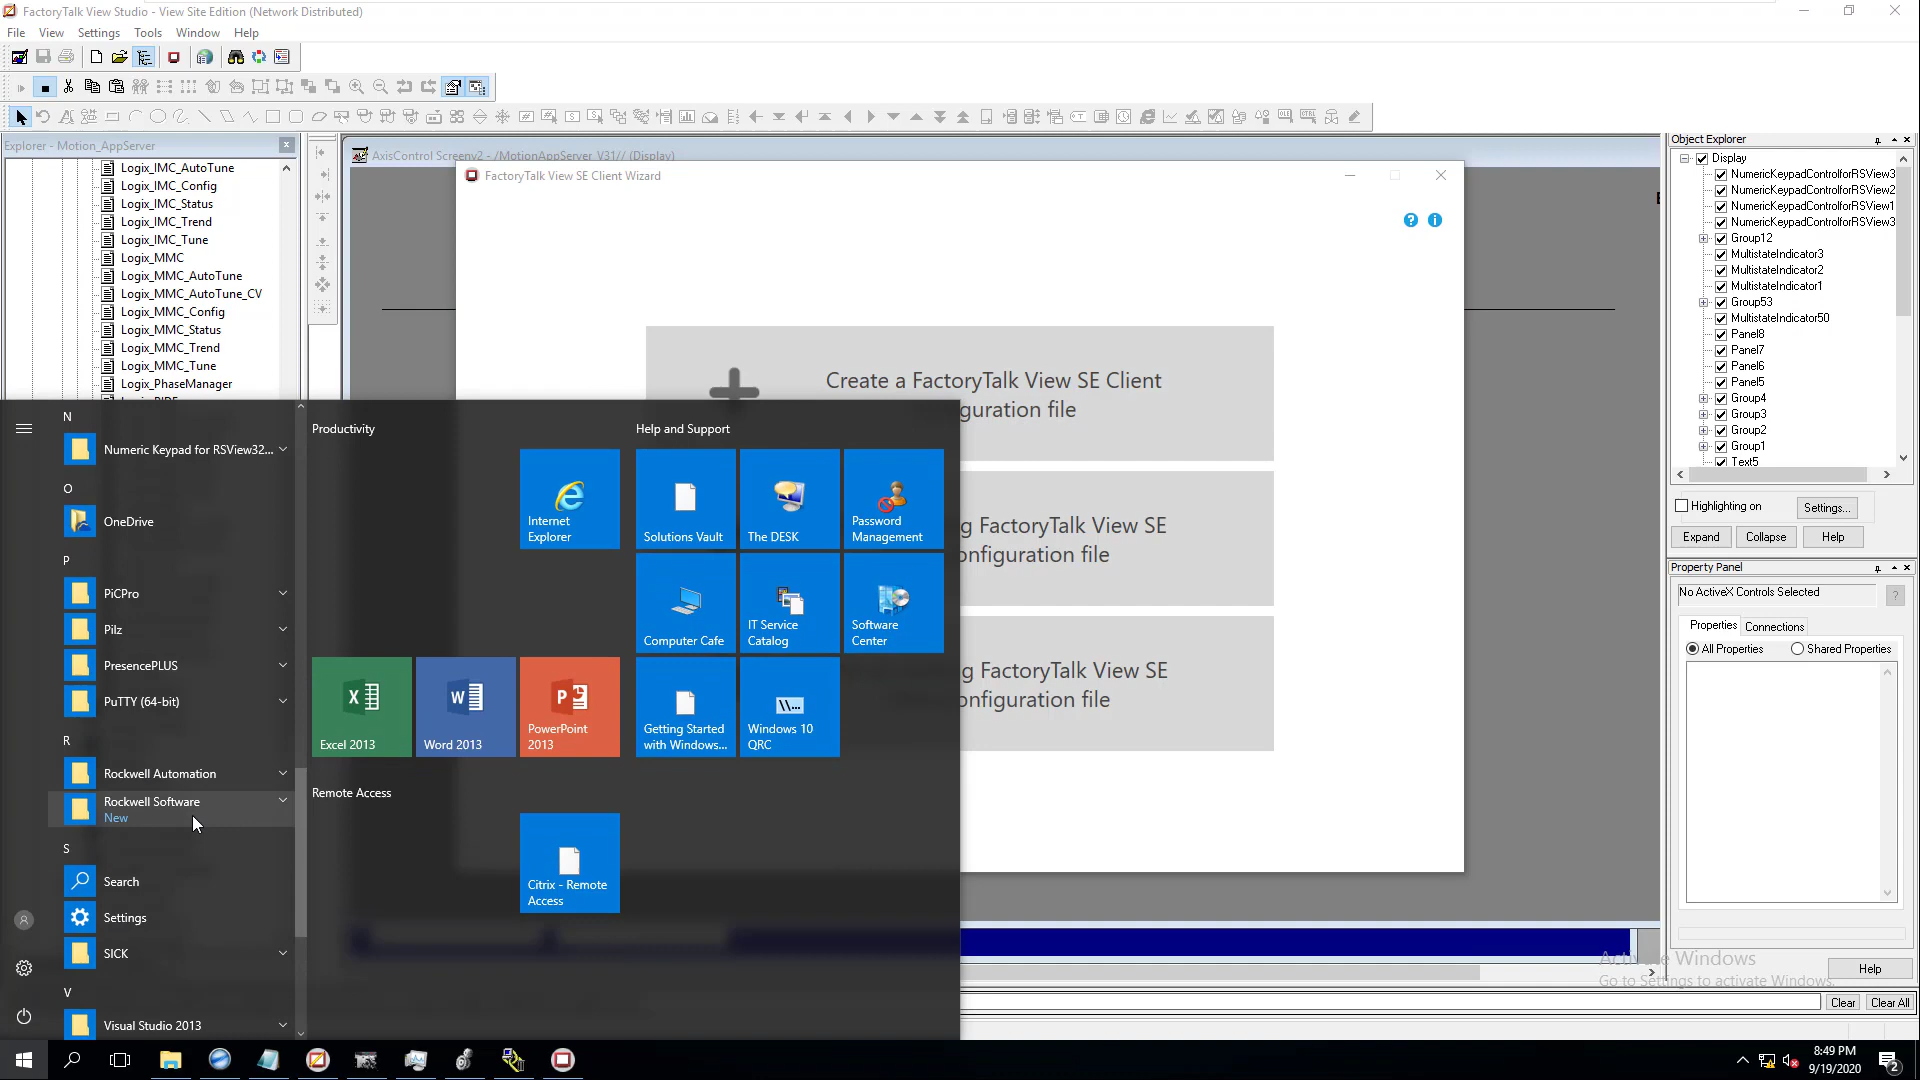 FactoryTalk View Studio - View Site Edition (Network Distributed)
File View Settings Tools Window Help
Explorer - Motion_AppServer
Logix_IMC_AutoTune
Logix_IMC_Config
Logix_IMC_Status
Logix_IMC_Trend
Logix_IMC_Tune
Logix_MMC
Logix_MMC_AutoTune
Logix_MMC_AutoTune_CV
Logix_MMC_Config
Logix_MMC_Status
Logix_MMC_Trend
Logix_MMC_Tune
Logix_PhaseManager
AxisControl Screenv2 - /MotionAppServer_V31// (Display)
FactoryTalk View SE Client Wizard
Create a FactoryTalk View SE Client
guration file
g FactoryTalk View SE
onfiguration file
g FactoryTalk View SE
onfiguration file
N
Numeric Keypad for RSView32...
O
OneDrive
P
PiCPro
Pilz
PresencePLUS
PuTTY (64-bit)
R
Rockwell Automation
Rockwell Software
New
S
Search
Settings
SICK
V
Visual Studio 2013
Productivity
Internet
Explorer
Excel 2013
Word 2013
PowerPoint
2013
Remote Access
Citrix - Remote
Access
Help and Support
Solutions Vault
The DESK
Password
Management
Computer Cafe
IT Service
Catalog
Software
Center
Getting Started
with Windows...
Windows 10
QRC
Object Explorer
Display
NumericKeypadControlforRSView3
NumericKeypadControlforRSView2
NumericKeypadControlforRSView1
NumericKeypadControlforRSView3
Group12
MultistateIndicator3
MultistateIndicator2
MultistateIndicator1
Group53
MultistateIndicator50
Panel8
Panel7
Panel6
Panel5
Group4
Group3
Group2
Group1
Text5
Highlighting on
Settings...
Expand
Collapse
Help
Property Panel
No ActiveX Controls Selected
?
Properties
Connections
All Properties
Shared Properties
Activate Windows
Go to Settings to activate Windows.
Help
Clear
Clear All
8:49 PM
9/19/2020
2